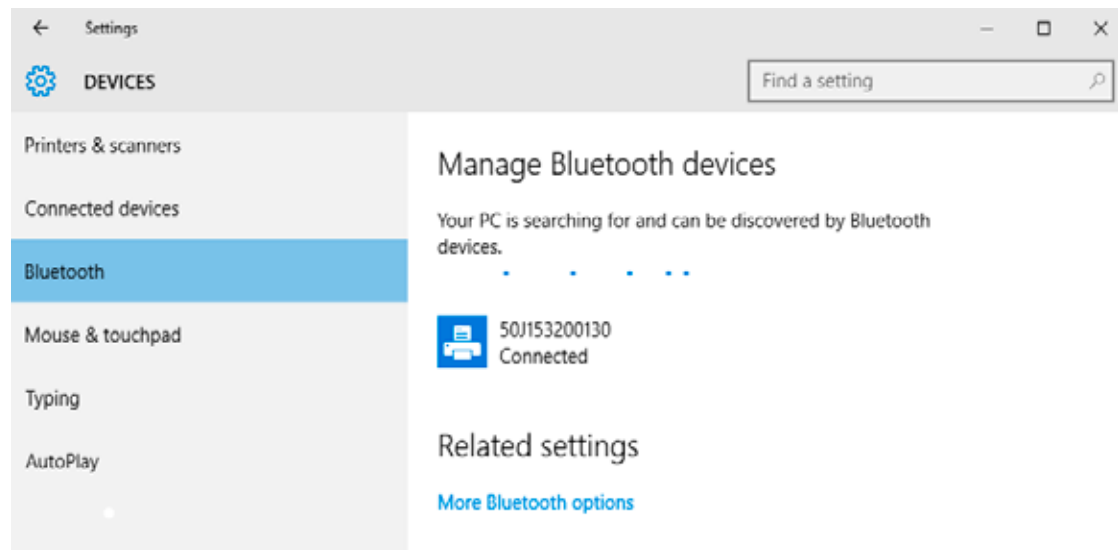 Settings
DEVICES
Find a setting
Printers & scanners
Connected devices
Bluetooth
Mouse & touchpad
Typing
AutoPlay
Manage Bluetooth devices
Your PC is searching for and can be discovered by Bluetooth
devices.
50J153200130
Connected
Related settings
More Bluetooth options